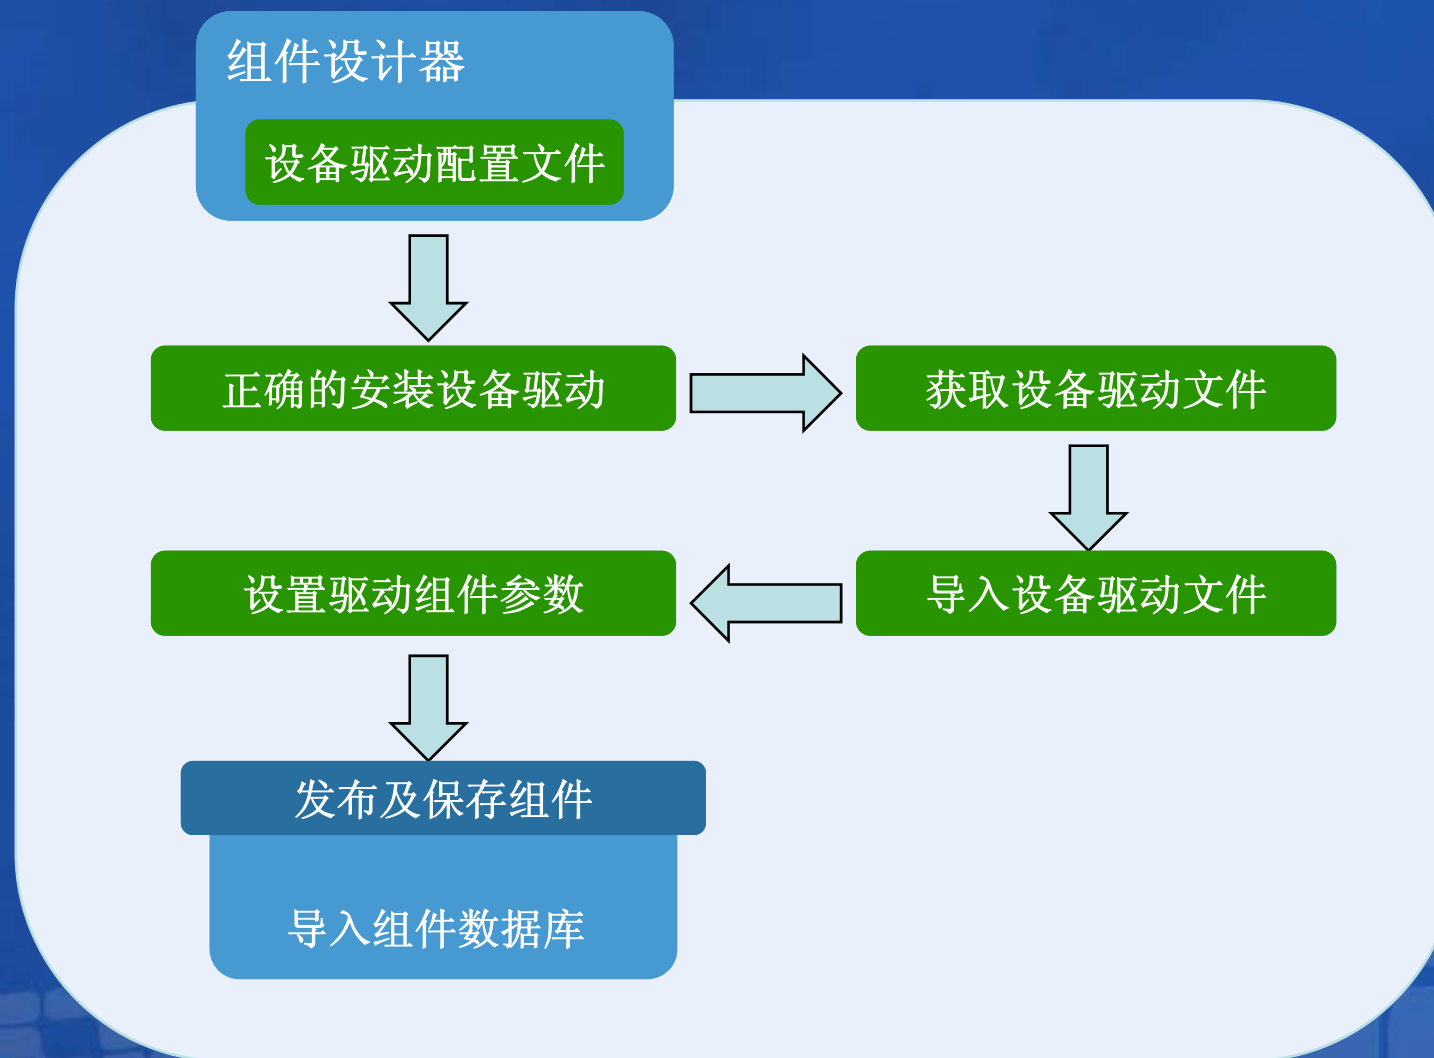 组件设计器
设备驱动配置文件
正确的安装设备驱动
获取设备驱动文件
导入设备驱动文件
设置驱动组件参数
发布及保存组件
导入组件数据库